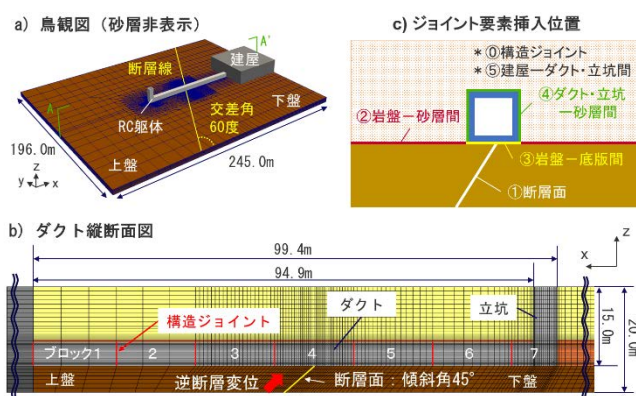 a) 鳥観図 (砂層非表示)
A'
建屋
断層線
A
下盤
RC躯体
交差角
60度
上盤
196.0m
245.0m
z
y
x
c) ジョイント要素挿入位置
*⓪構造ジョイント
*⑤建屋ーダクト・立坑間
④ダクト・立坑
ー砂層間
②岩盤ー砂層間
③岩盤ー底版間
①断層面
b) ダクト縦断面図
99.4m
z
x
94.9m
ダクト
立坑
構造ジョイント
15.0m
20.0m
ブロック1
2
3
4
5
6
7
上盤
逆断層変位
断層面:傾斜角45°
下盤